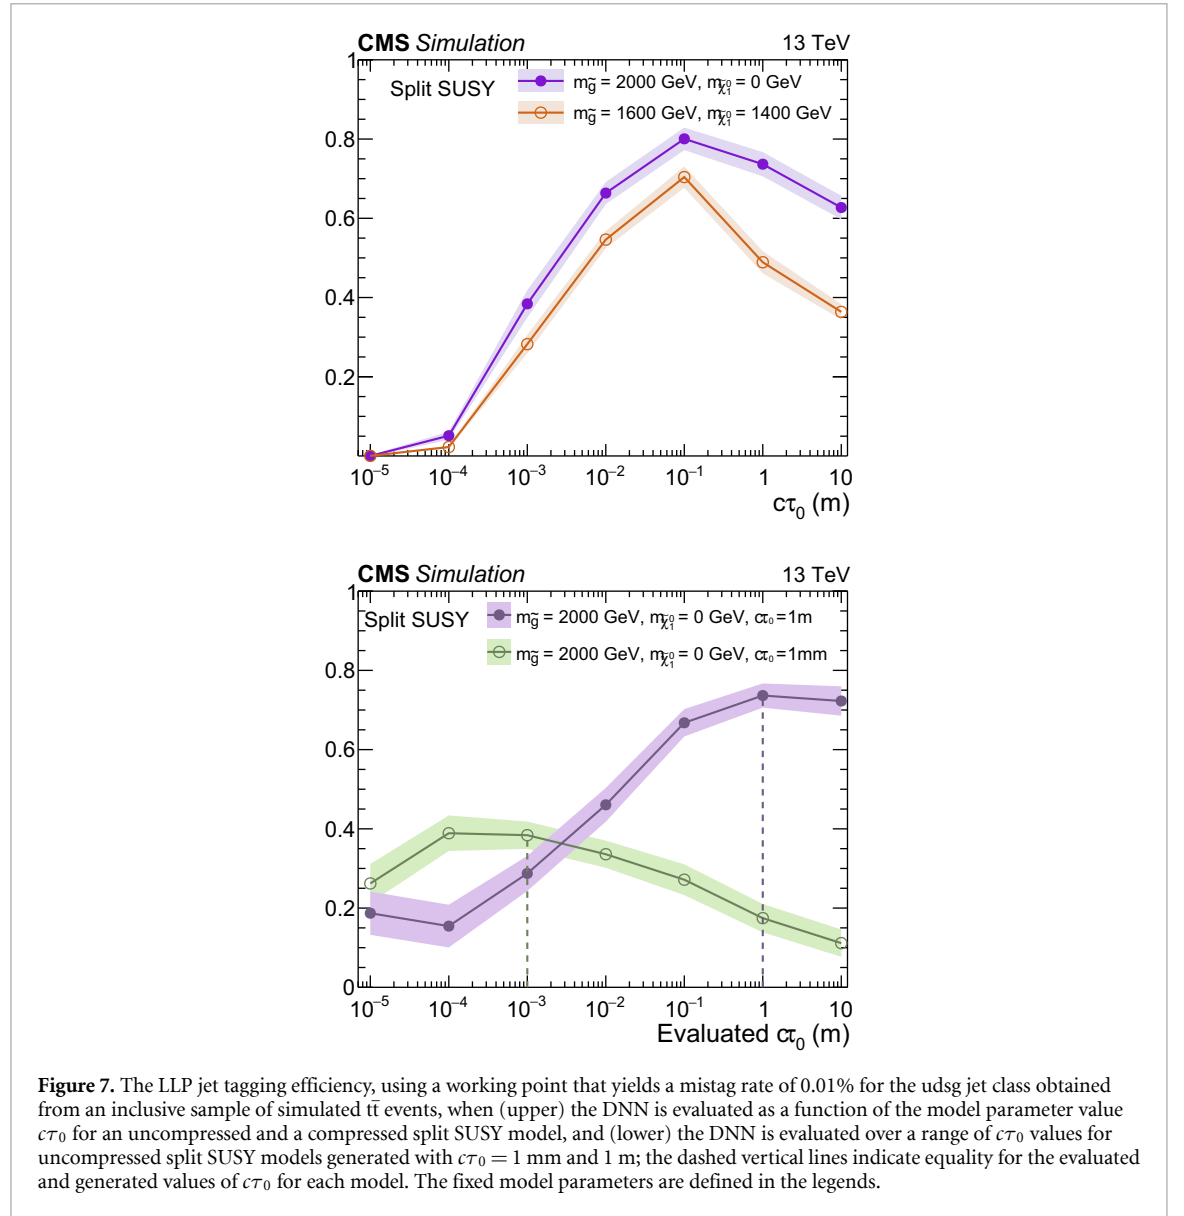 CMS Simulation 13 TeV
1
Split SUSY
m_g̃ = 2000 GeV, m_χ̃⁰₁ = 0 GeV
m_g̃ = 1600 GeV, m_χ̃⁰₁ = 1400 GeV
0.8
0.6
0.4
0.2
10⁻⁵ 10⁻⁴ 10⁻³ 10⁻² 10⁻¹ 1 10
cτ₀ (m)
CMS Simulation 13 TeV
1
Split SUSY
m_g̃ = 2000 GeV, m_χ̃⁰₁ = 0 GeV, cτ₀ =1m
m_g̃ = 2000 GeV, m_χ̃⁰₁ = 0 GeV, cτ₀ =1mm
0.8
0.6
0.4
0.2
0
10⁻⁵ 10⁻⁴ 10⁻³ 10⁻² 10⁻¹ 1 10
Evaluated cτ₀ (m)
Figure 7. The LLP jet tagging efficiency, using a working point that yields a mistag rate of 0.01% for the udsg jet class obtained
from an inclusive sample of simulated tt̄ events, when (upper) the DNN is evaluated as a function of the model parameter value
cτ₀ for an uncompressed and a compressed split SUSY model, and (lower) the DNN is evaluated over a range of cτ₀ values for
uncompressed split SUSY models generated with cτ₀ = 1 mm and 1 m; the dashed vertical lines indicate equality for the evaluated
and generated values of cτ₀ for each model. The fixed model parameters are defined in the legends.